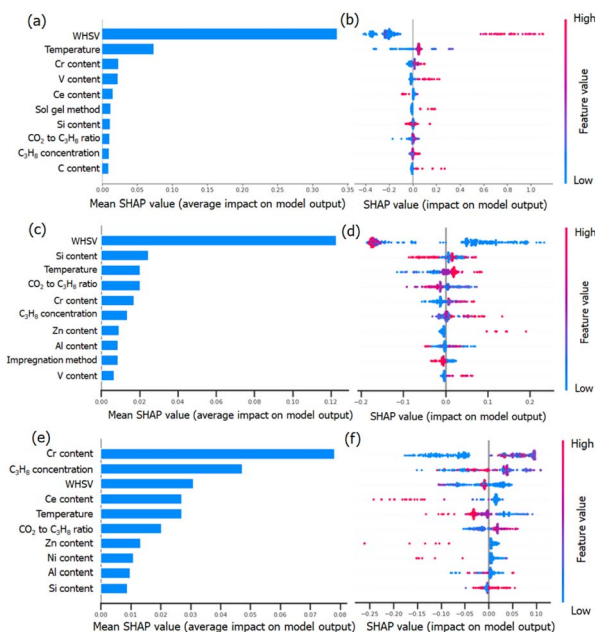 (a)
WHSV
Temperature
Cr content
V content
Ce content
Sol gel method
Si content
CO₂ to C₃H₈ ratio
C₃H₈ concentration
C content
0.00 0.05 0.10 0.15 0.20 0.25 0.30 0.35
Mean SHAP value (average impact on model output)
(b)
−0.4 −0.2 0.0 0.2 0.4 0.6 0.8 1.0
SHAP value (impact on model output)
High
Feature value
Low
(c)
WHSV
Si content
Temperature
CO₂ to C₃H₈ ratio
Cr content
C₃H₈ concentration
Zn content
Al content
Impregnation method
V content
0.00 0.02 0.04 0.06 0.08 0.10 0.12
Mean SHAP value (average impact on model output)
(d)
−0.2 −0.1 0.0 0.1 0.2
SHAP value (impact on model output)
High
Feature value
Low
(e)
Cr content
C₃H₈ concentration
WHSV
Ce content
Temperature
CO₂ to C₃H₈ ratio
Zn content
Ni content
Al content
Si content
0.00 0.01 0.02 0.03 0.04 0.05 0.06 0.07 0.08
Mean SHAP value (average impact on model output)
(f)
−0.25 −0.20 −0.15 −0.10 −0.05 0.00 0.05 0.10
SHAP value (impact on model output)
High
Feature value
Low